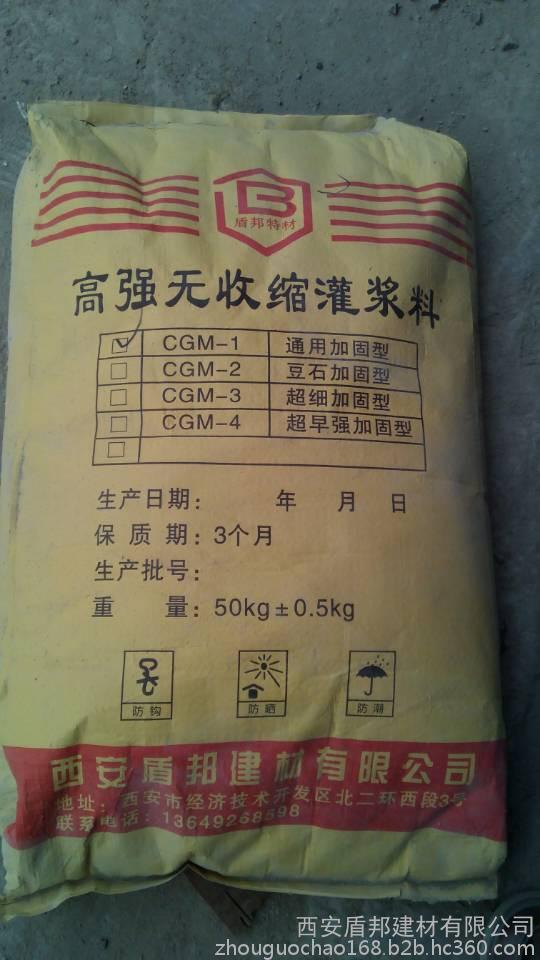 盾邦特材
高强无收缩灌浆料
CGM-1 通用加固型
CGM-2 豆石加固型
CGM-3 超细加固型
CGM-4 超早强加固型
生产日期： 年 月 日
保质期：3个月
生产批号：
重 量：50kg±0.5kg
防钩 防晒 防潮
西安盾邦建材有限公司
地址：西安市经济技术开发区北二环西段3号
联系电话：13649268598
西安盾邦建材有限公司
zhouguochao168.b2b.hc360.com